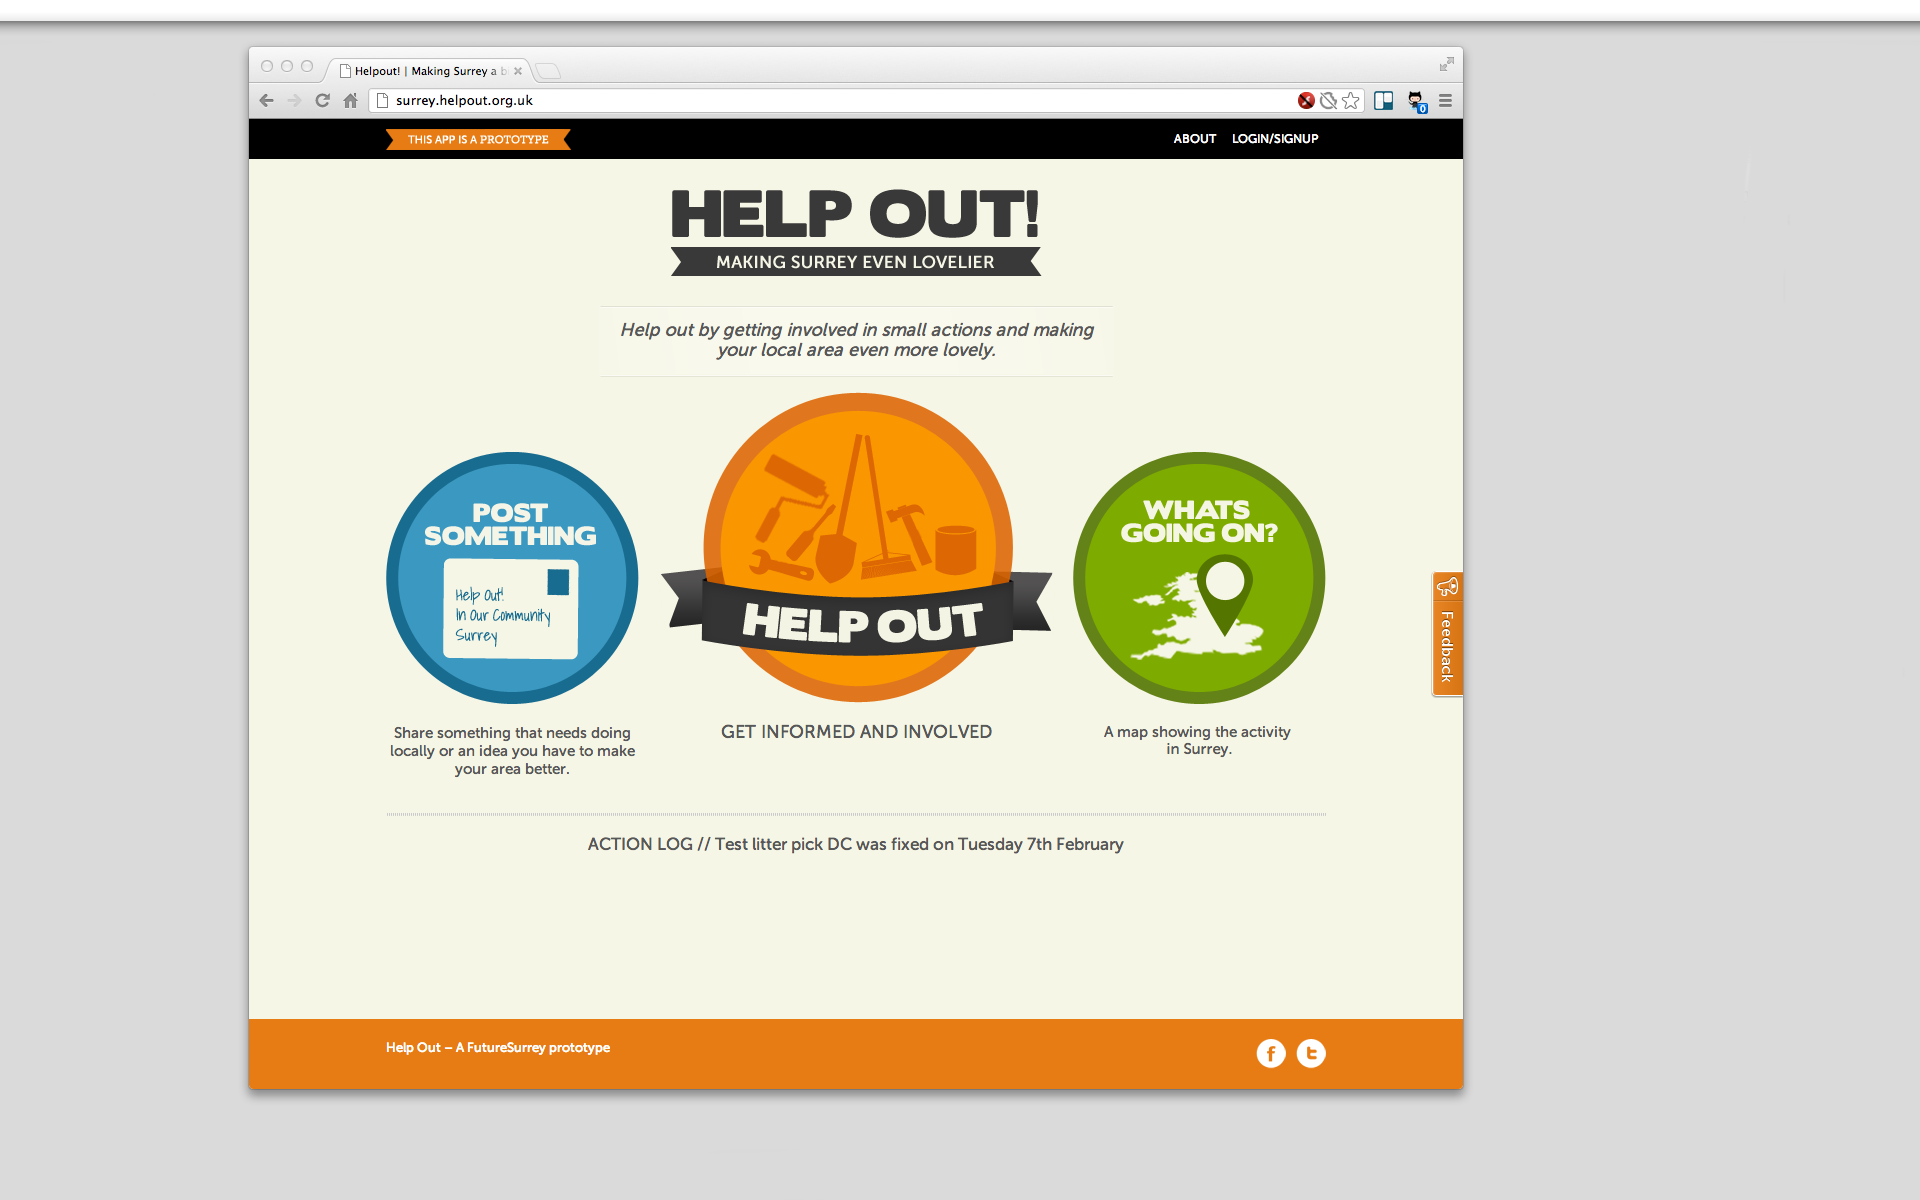 Helpout! | Making Surrey a b
surrey.helpout.org.uk
0
THIS APP IS A PROTOTYPE
ABOUT LOGIN/SIGNUP
HELP OUT!
MAKING SURREY EVEN LOVELIER
Help out by getting involved in small actions and making
your local area even more lovely.
POST
SOMETHING
Help Out!
In Our Community
Surrey
Share something that needs doing
locally or an idea you have to make
your area better.
HELP OUT
GET INFORMED AND INVOLVED
WHATS
GOING ON?
A map showing the activity
in Surrey.
Feedback
ACTION LOG // Test litter pick DC was fixed on Tuesday 7th February
Help Out – A FutureSurrey prototype
f t